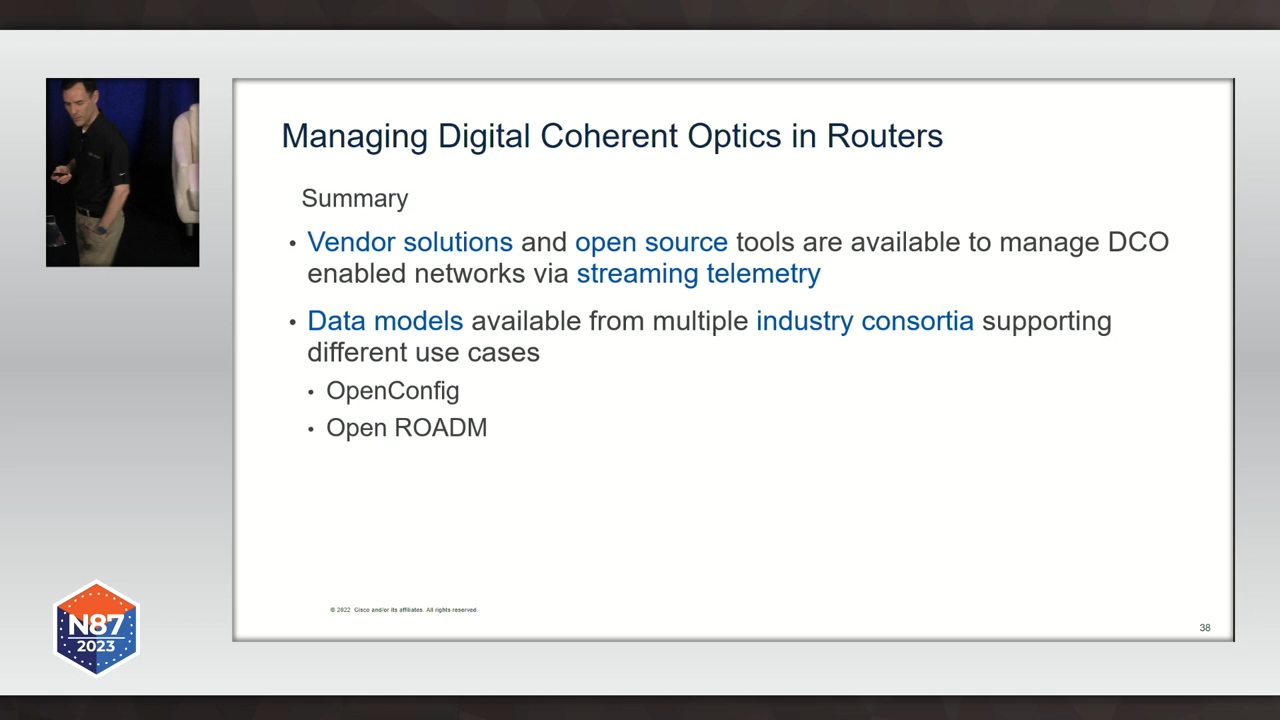 Managing Digital Coherent Optics in Routers
Summary
• Vendor solutions and open source tools are available to manage DCO
enabled networks via streaming telemetry
• Data models available from multiple industry consortia supporting
different use cases
• OpenConfig
• Open ROADM
© 2022 Cisco and/or its affiliates. All rights reserved.
38
N87
2023